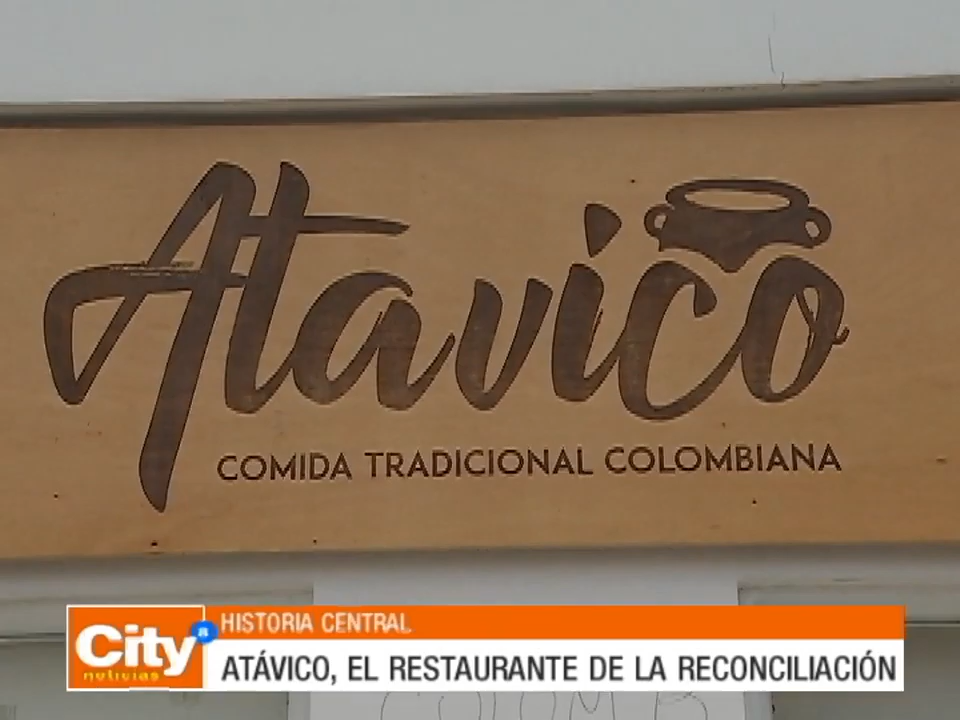 Atavico
COMIDA TRADICIONAL COLOMBIANA
HISTORIA CENTRAL
City
noticias
ATÁVICO, EL RESTAURANTE DE LA RECONCILIACIÓN